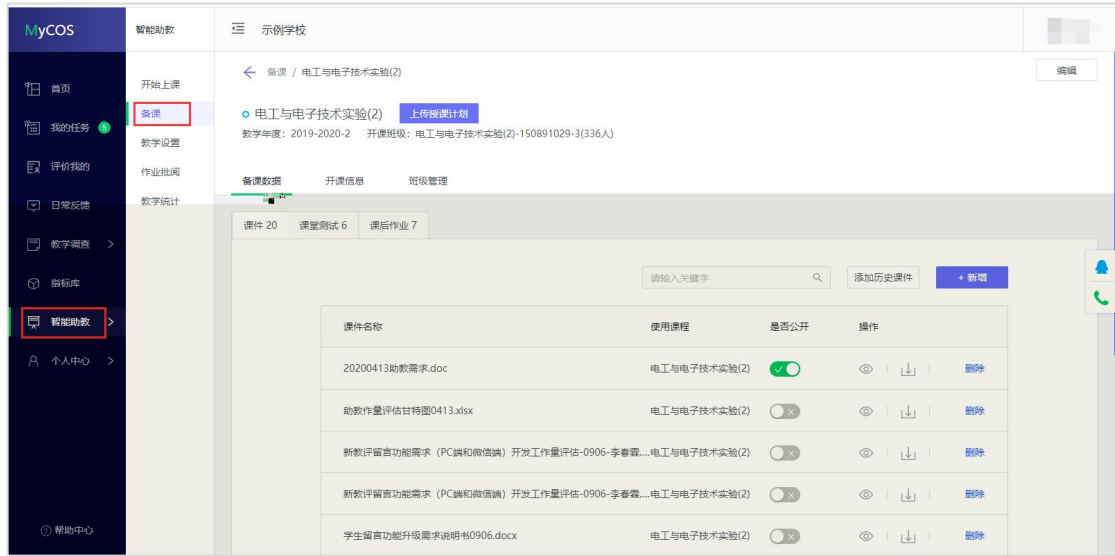 MyCOS
智能助教
示例学校
首页
我的任务 5
评价我的
日常反馈
教学调查
指标库
智能助教
个人中心
帮助中心
开始上课
备课
教学设置
作业批阅
教学统计
备课 / 电工与电子技术实验(2)
编辑
电工与电子技术实验(2) 上传授课计划
教学年度：2019-2020-2 开课班级：电工与电子技术实验(2)-150891029-3(336人)
备课数据 开课信息 班级管理
课件 20 课堂测试 6 课后作业 7
请输入关键字 添加历史课件 + 新增
课件名称 使用课程 是否公开 操作
20200413助教需求.doc 电工与电子技术实验(2) 删除
助教作量评估甘特图0413.xlsx 电工与电子技术实验(2) 删除
新教评留言功能需求（PC端和微信端）开发工作量评估-0906-李春霖.... 电工与电子技术实验(2) 删除
新教评留言功能需求（PC端和微信端）开发工作量评估-0906-李春霖.... 电工与电子技术实验(2) 删除
学生留言功能升级需求说明书0906.docx 电工与电子技术实验(2) 删除